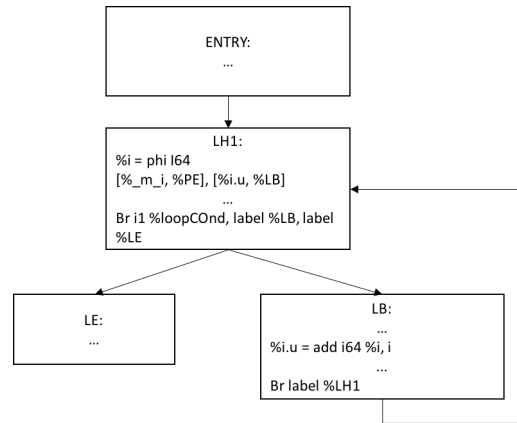 ENTRY:
...
LH1:
%i = phi I64
[%_m_i, %PE], [%i.u, %LB]
...
Br i1 %loopCOnd, label %LB, label
%LE
LE:
...
LB:
...
%i.u = add i64 %i, i
...
Br label %LH1